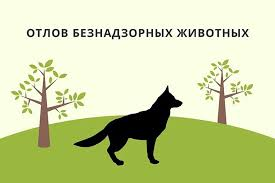 ОТЛОВ БЕЗНАДЗОРНЫХ ЖИВОТНЫХ